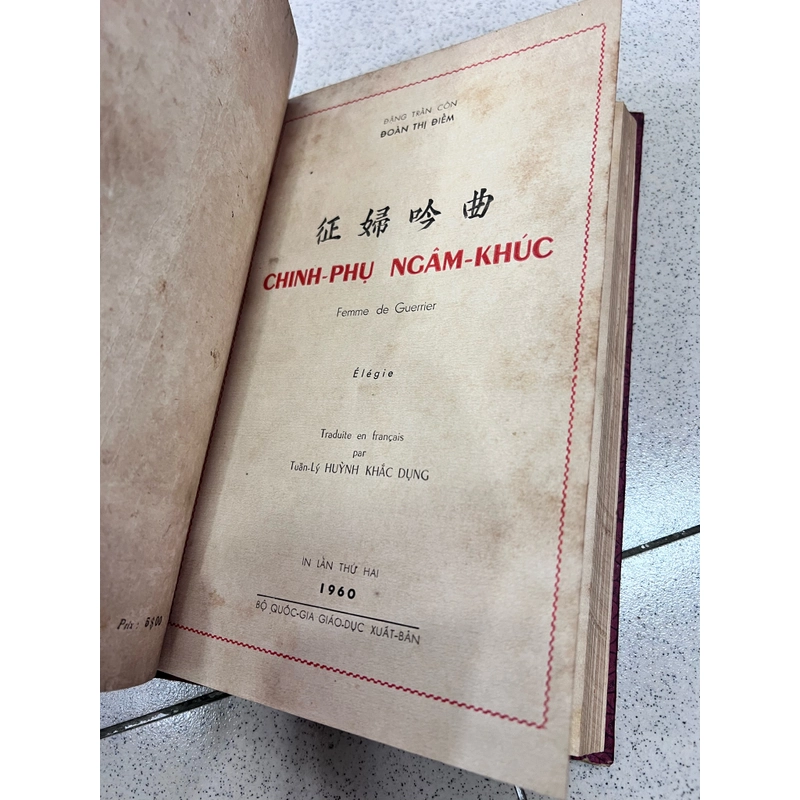 ĐẶNG TRẦN CÔN
ĐOÀN THỊ ĐIỂM
征婦吟曲
CHINH-PHỤ NGÂM-KHÚC
Femme de Guerrier
Élégie
Traduite en français
par
Tuần-Lý HUỲNH KHẮC DỤNG
IN LẦN THỨ HAI
1960
BỘ QUỐC-GIA GIÁO-DỤC XUẤT-BẢN
Prix :